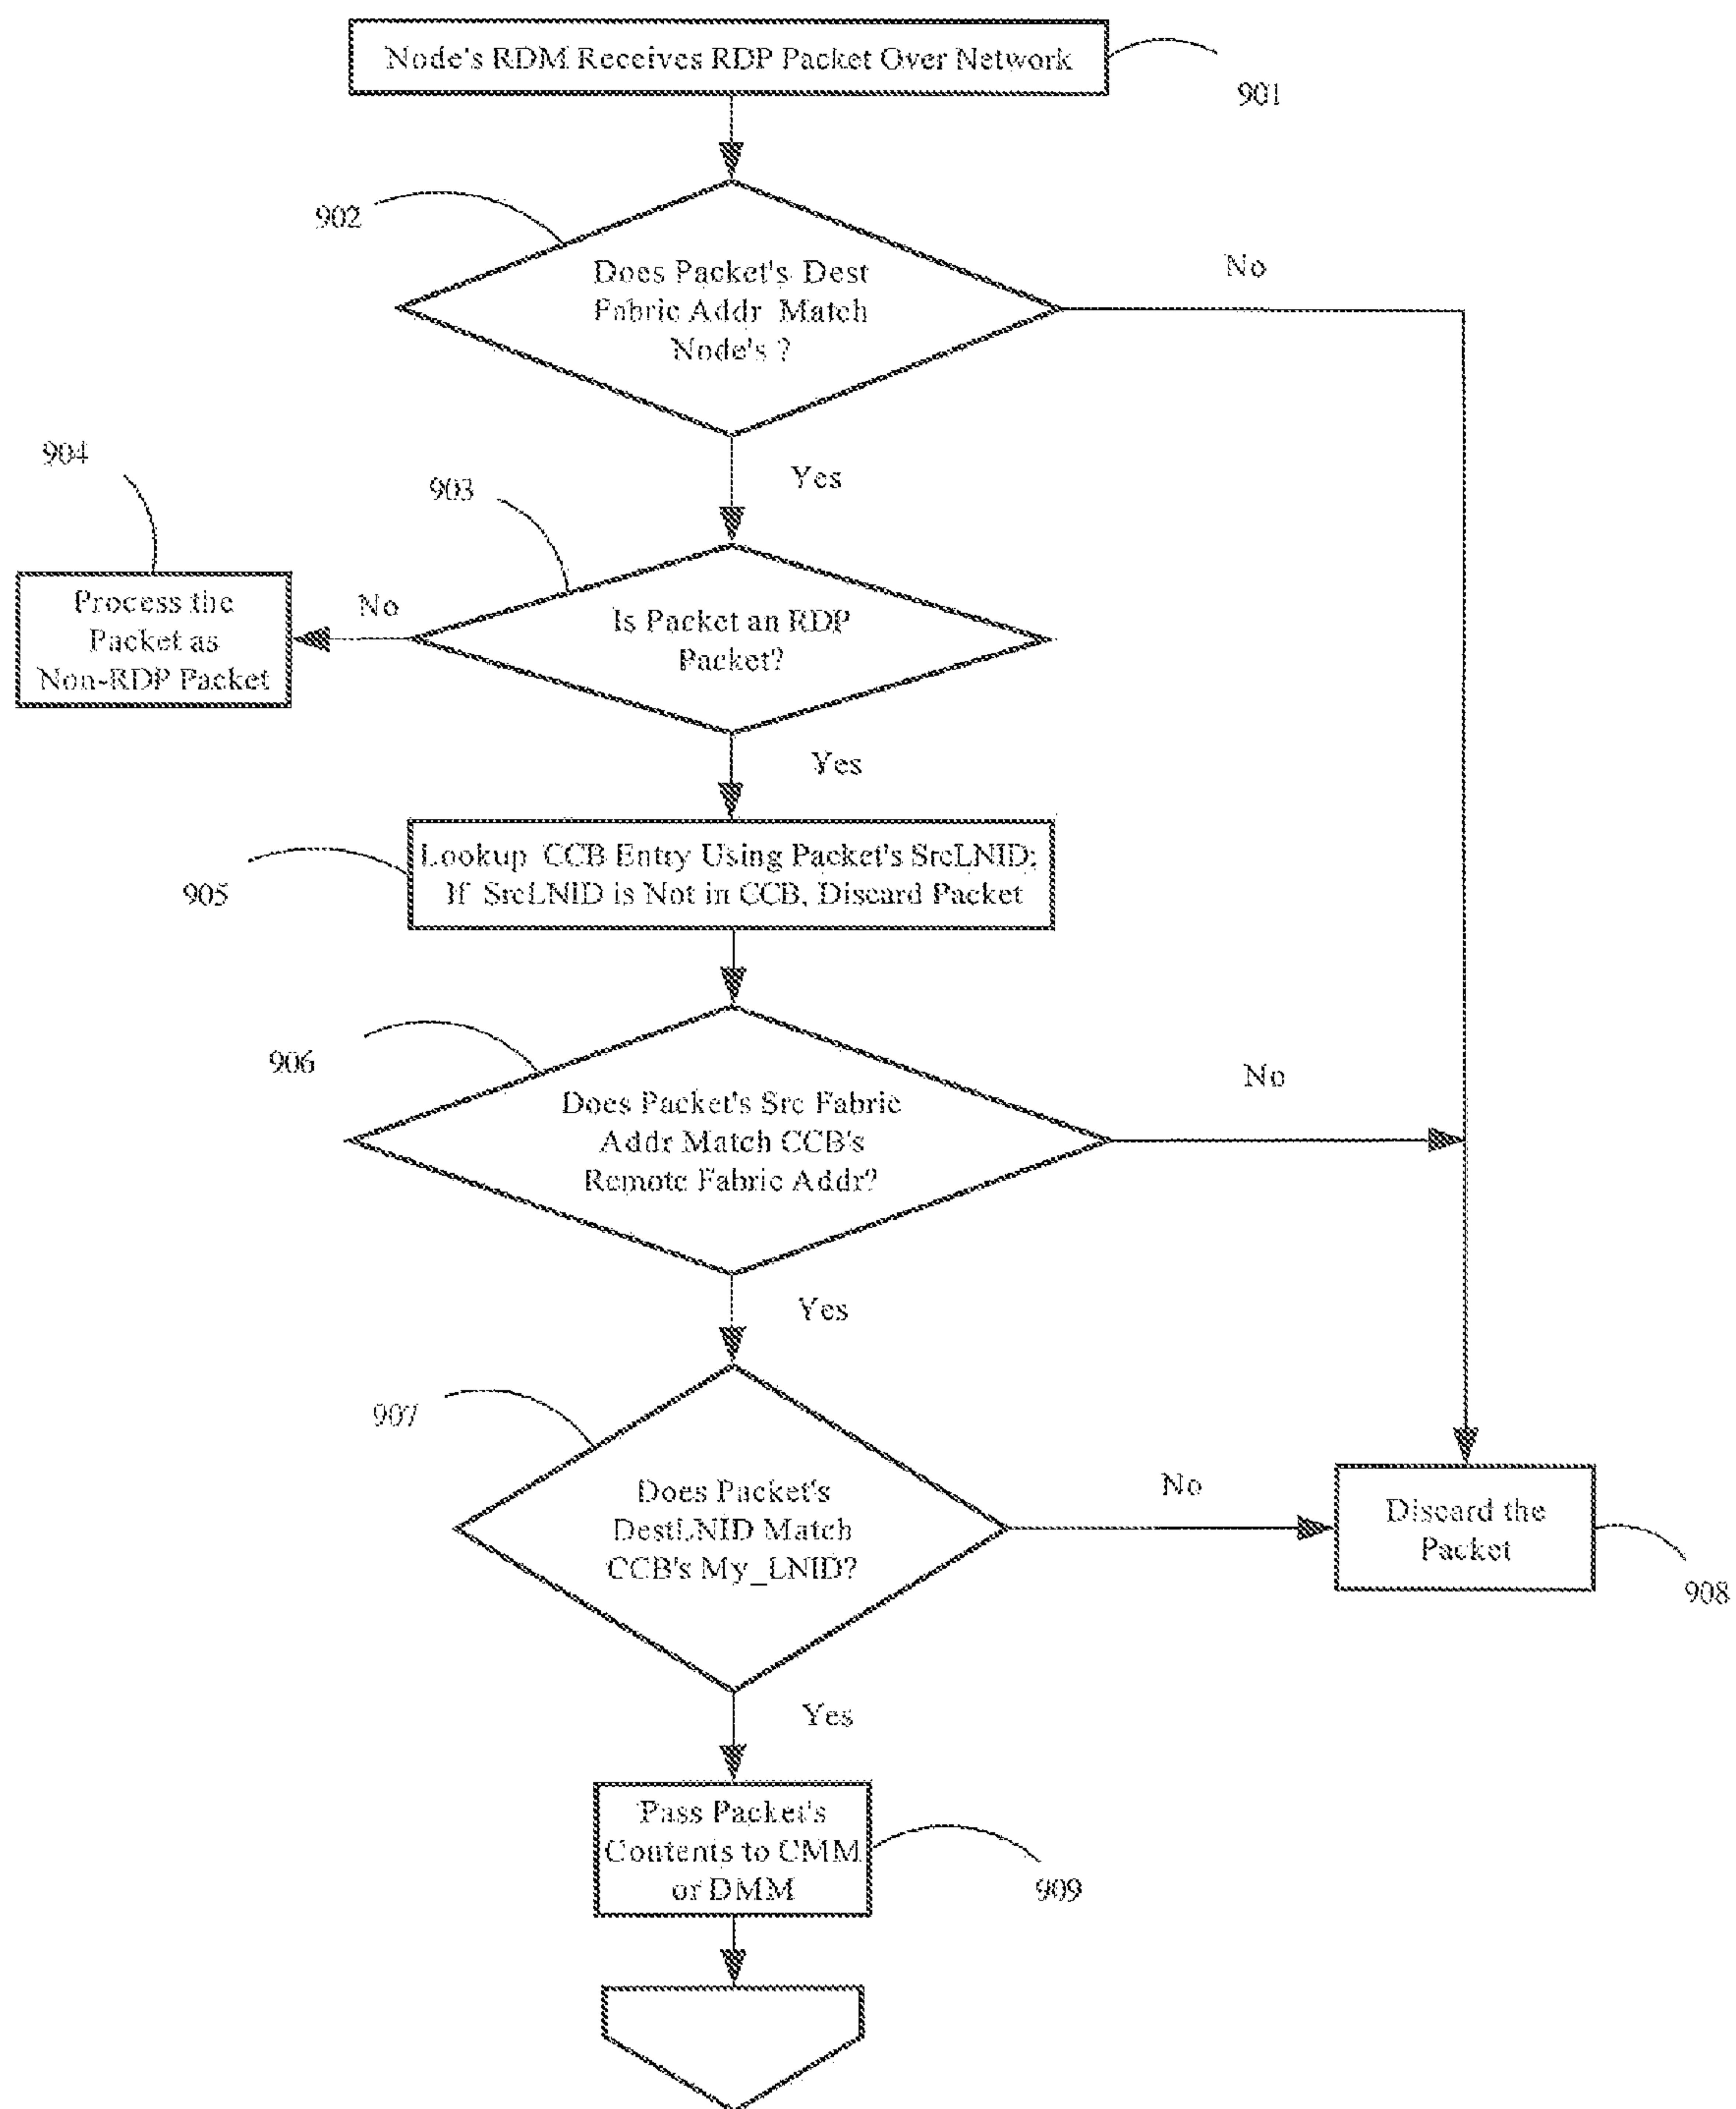 Node's RDM Receives RDP Packet Over Network
901
902
Does Packet's Dest
Fabric Addr Match
Node's ?
No
Yes
904
903
Process the
Packet as
Non-RDP Packet
No
Is Packet an RDP
Packet?
Yes
Lookup CCB Entry Using Packet's SrcLNID;
If SrcLNID is Not in CCB, Discard Packet
905
906
Does Packet's Src Fabric
Addr Match CCB's
Remote Fabric Addr?
No
Yes
907
Does Packet's
DestLNID Match
CCB's My_LNID?
No
Discard the
Packet
908
Yes
Pass Packet's
Contents to CMM
or DMM
909